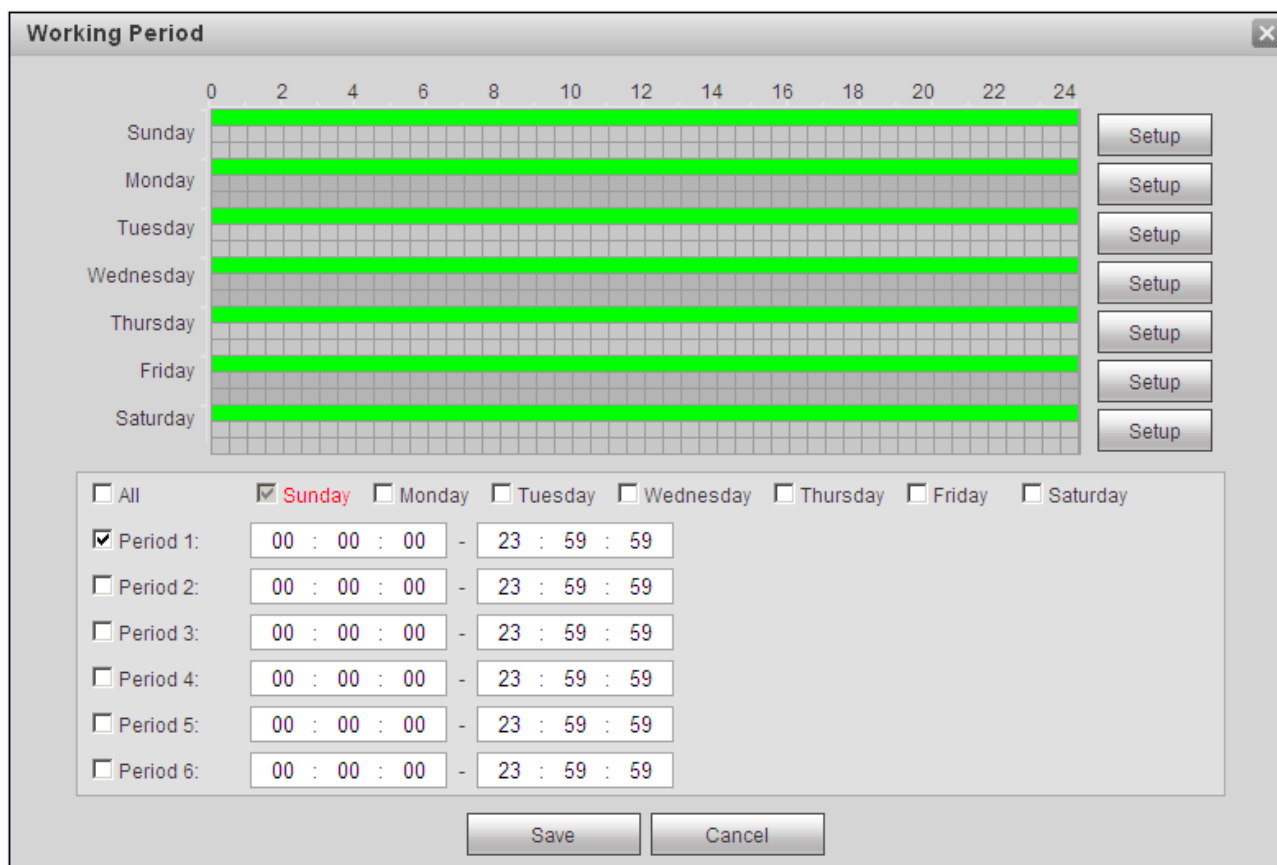 Working Period
0 2 4 6 8 10 12 14 16 18 20 22 24
Sunday Setup
Monday Setup
Tuesday Setup
Wednesday Setup
Thursday Setup
Friday Setup
Saturday Setup
All Sunday Monday Tuesday Wednesday Thursday Friday Saturday
Period 1: 00 : 00 : 00 - 23 : 59 : 59
Period 2: 00 : 00 : 00 - 23 : 59 : 59
Period 3: 00 : 00 : 00 - 23 : 59 : 59
Period 4: 00 : 00 : 00 - 23 : 59 : 59
Period 5: 00 : 00 : 00 - 23 : 59 : 59
Period 6: 00 : 00 : 00 - 23 : 59 : 59
Save Cancel